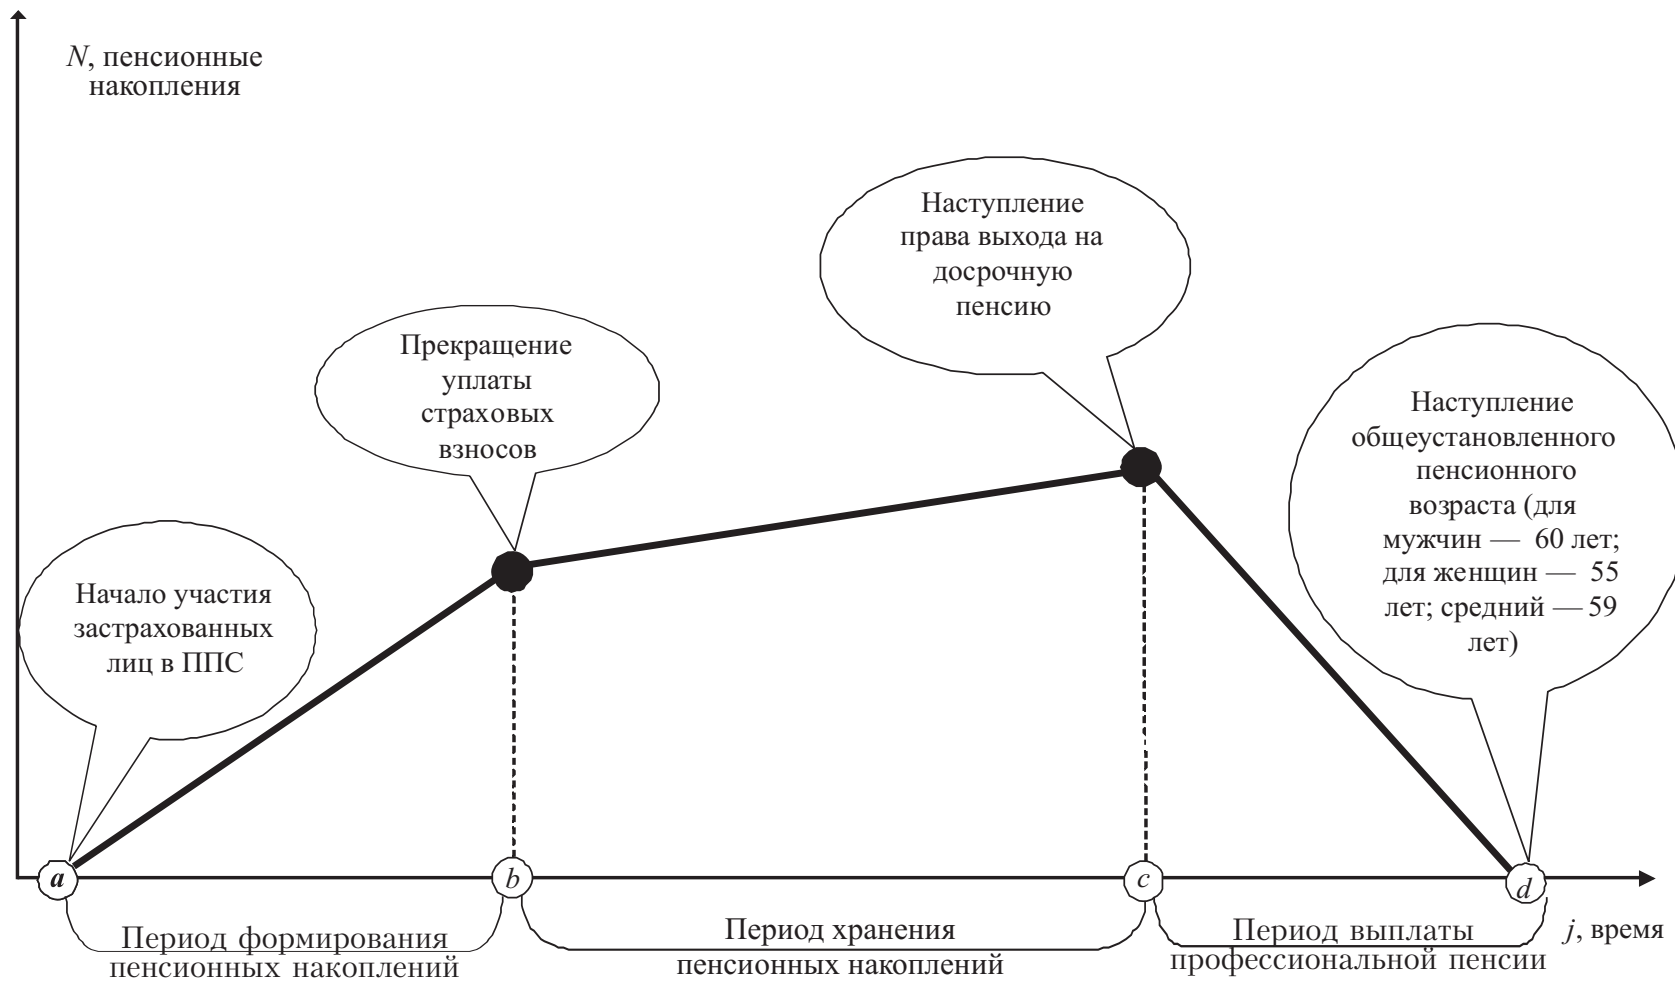 N, пенсионные
накопления
Наступление
права выхода на
досрочную
пенсию
Прекращение
уплаты
страховых
взносов
Наступление
общеустановленного
пенсионного
возраста (для
мужчин — 60 лет;
для женщин — 55
лет; средний — 59
лет)
Начало участия
застрахованных
лиц в ППС
a
b
c
d
j, время
Период формирования
пенсионных накоплений
Период хранения
пенсионных накоплений
Период выплаты
профессиональной пенсии